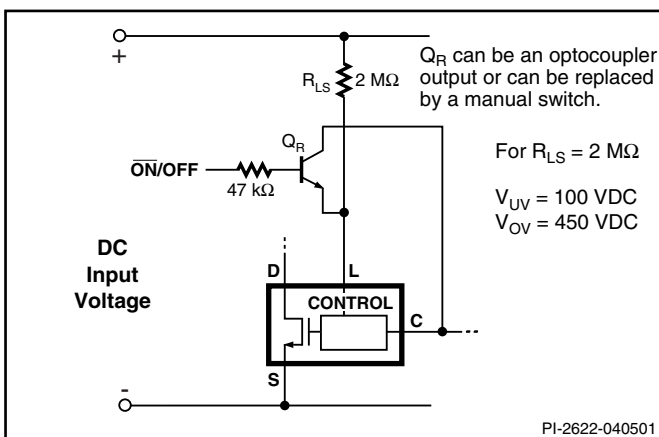 +
R_LS 2 MΩ
Q_R can be an optocoupler
output or can be replaced
by a manual switch.
Q_R
For R_LS = 2 MΩ
O̅N̅/OFF
47 kΩ
V_UV = 100 VDC
V_OV = 450 VDC
DC
Input
Voltage
D
L
CONTROL
C
S
-
PI-2622-040501